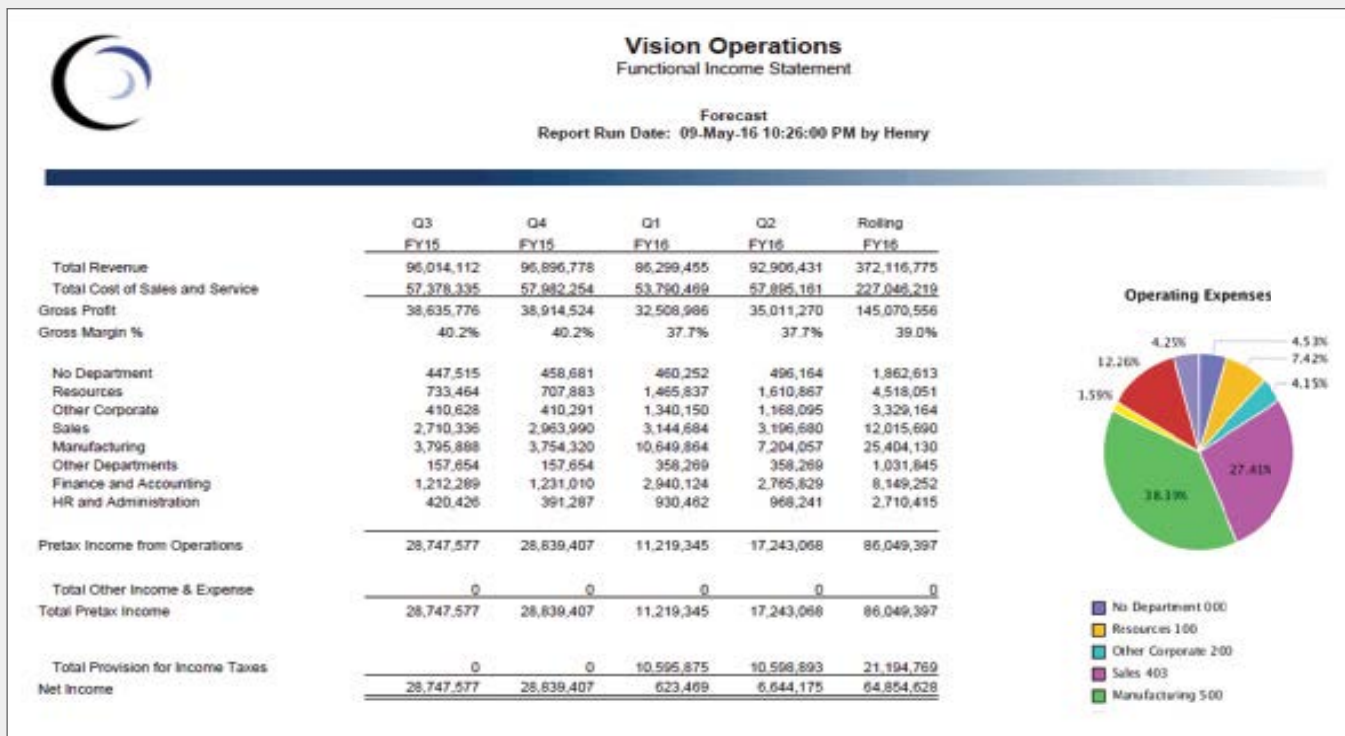 Vision Operations
Functional Income Statement
Forecast
Report Run Date: 09-May-16 10:26:00 PM by Henry
Q3 Q4 Q1 Q2 Rolling
FY15 FY15 FY16 FY16 FY16
Total Revenue 96,014,112 96,896,778 86,299,455 92,906,431 372,116,775
Total Cost of Sales and Service 57,378,335 57,982,254 53,790,469 57,895,161 227,046,219
Gross Profit 38,635,776 38,914,524 32,508,986 35,011,270 145,070,556
Gross Margin % 40.2% 40.2% 37.7% 37.7% 39.0%
No Department 447,515 458,681 460,252 496,164 1,862,613
Resources 733,464 707,883 1,465,837 1,610,867 4,518,051
Other Corporate 410,628 410,291 1,340,150 1,168,095 3,329,164
Sales 2,710,336 2,963,990 3,144,684 3,196,680 12,015,690
Manufacturing 3,795,888 3,754,320 10,649,864 7,204,057 25,404,130
Other Departments 157,654 157,654 358,269 358,269 1,031,845
Finance and Accounting 1,212,289 1,231,010 2,940,124 2,765,829 8,149,252
HR and Administration 420,426 391,287 930,462 968,241 2,710,415
Pretax Income from Operations 28,747,577 28,839,407 11,219,345 17,243,068 86,049,397
Total Other Income & Expense 0 0 0 0 0
Total Pretax Income 28,747,577 28,839,407 11,219,345 17,243,068 86,049,397
Total Provision for Income Taxes 0 0 10,595,875 10,598,893 21,194,769
Net Income 28,747,577 28,839,407 623,469 6,644,175 64,854,628
Operating Expenses
4.25% 4.53%
12.26% 7.42%
1.59% 4.15%
27.41%
38.39%
No Department 000
Resources 100
Other Corporate 200
Sales 403
Manufacturing 500